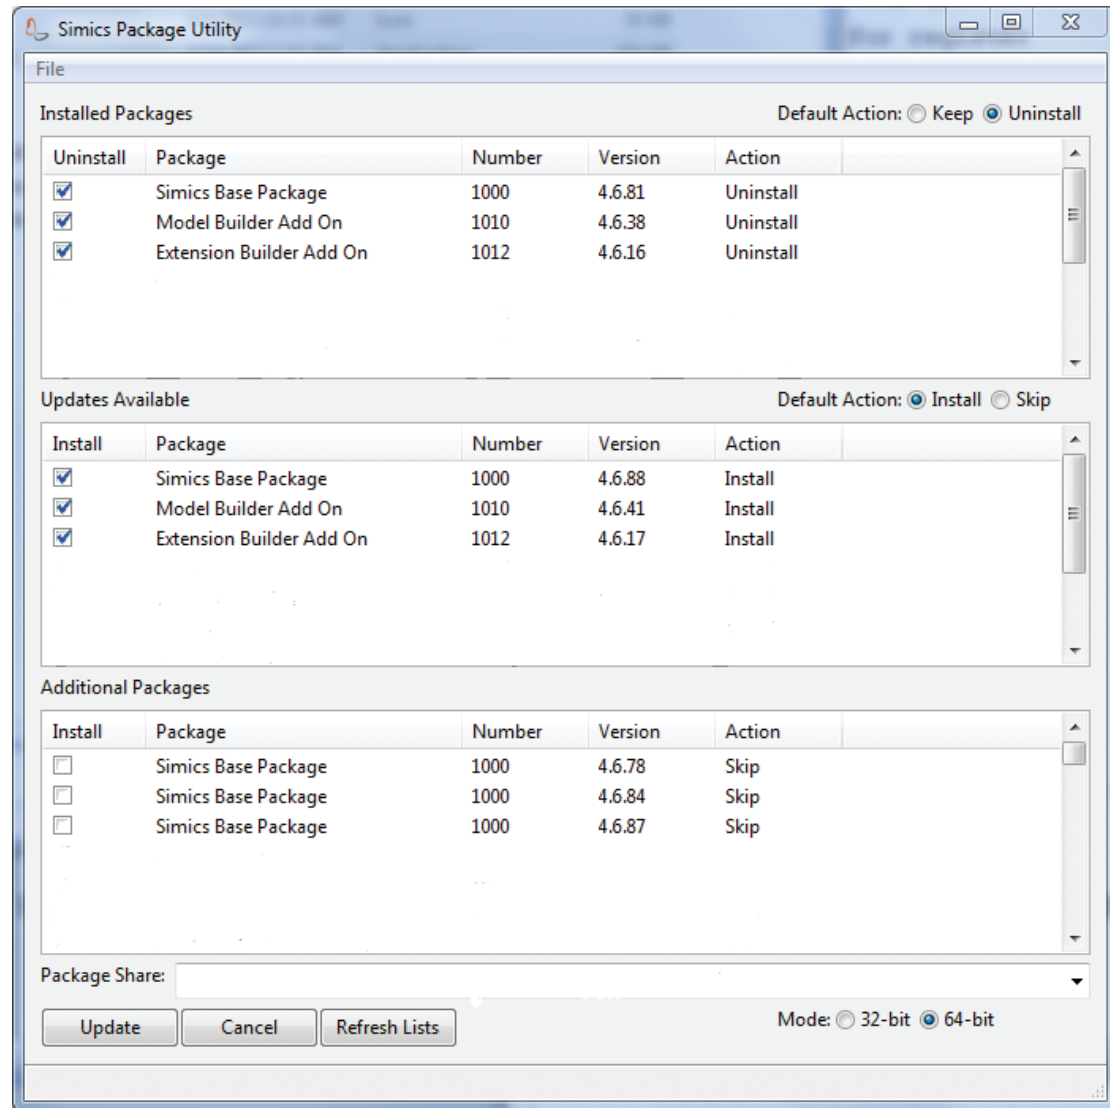 Simics Package Utility
File
Installed Packages Default Action: Keep Uninstall
Uninstall Package Number Version Action
Simics Base Package 1000 4.6.81 Uninstall
Model Builder Add On 1010 4.6.38 Uninstall
Extension Builder Add On 1012 4.6.16 Uninstall
Updates Available Default Action: Install Skip
Install Package Number Version Action
Simics Base Package 1000 4.6.88 Install
Model Builder Add On 1010 4.6.41 Install
Extension Builder Add On 1012 4.6.17 Install
Additional Packages
Install Package Number Version Action
Simics Base Package 1000 4.6.78 Skip
Simics Base Package 1000 4.6.84 Skip
Simics Base Package 1000 4.6.87 Skip
Package Share:
Update Cancel Refresh Lists Mode: 32-bit 64-bit